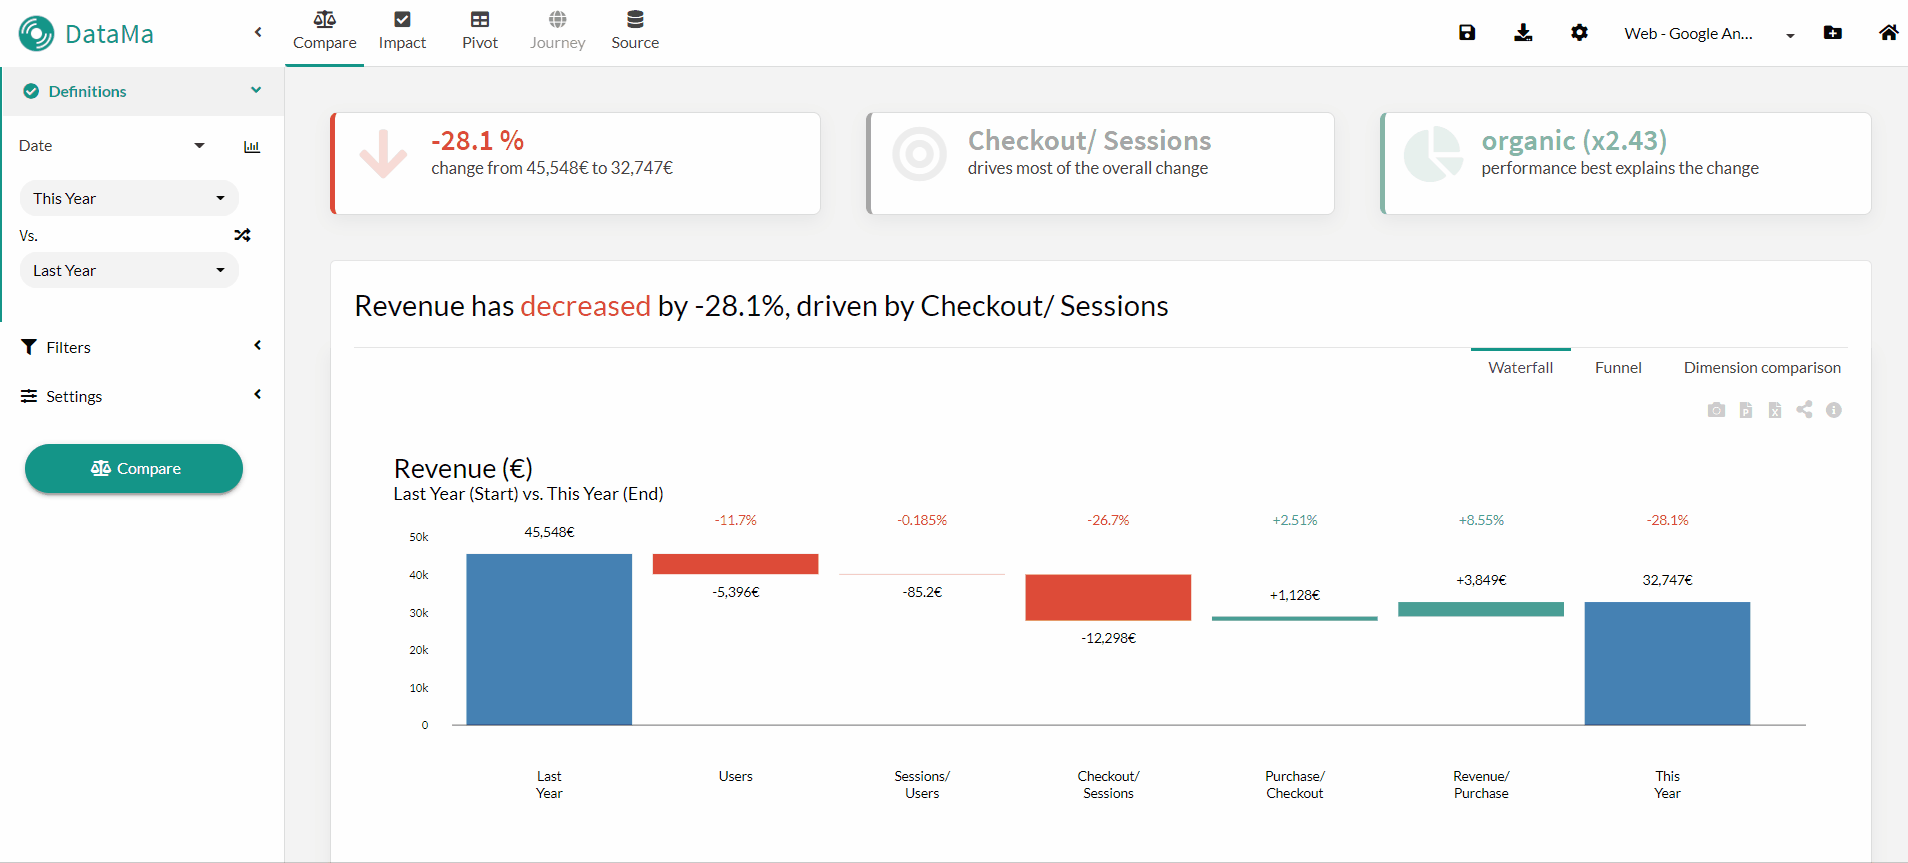 DataMa
Compare
Impact
Pivot
Journey
Source
Web - Google An...
Definitions
Date
This Year
Vs.
Last Year
Filters
Settings
Compare
-28.1 %
change from 45,548€ to 32,747€
Checkout/ Sessions
drives most of the overall change
organic (x2.43)
performance best explains the change
Revenue has decreased by -28.1%, driven by Checkout/ Sessions
Waterfall
Funnel
Dimension comparison
Revenue (€)
Last Year (Start) vs. This Year (End)
45,548€
-11.7%
-0.185%
-26.7%
+2.51%
+8.55%
-28.1%
50k
40k
30k
20k
10k
0
-5,396€
-85.2€
-12,298€
+1,128€
+3,849€
32,747€
Last
Year
Users
Sessions/
Users
Checkout/
Sessions
Purchase/
Checkout
Revenue/
Purchase
This
Year